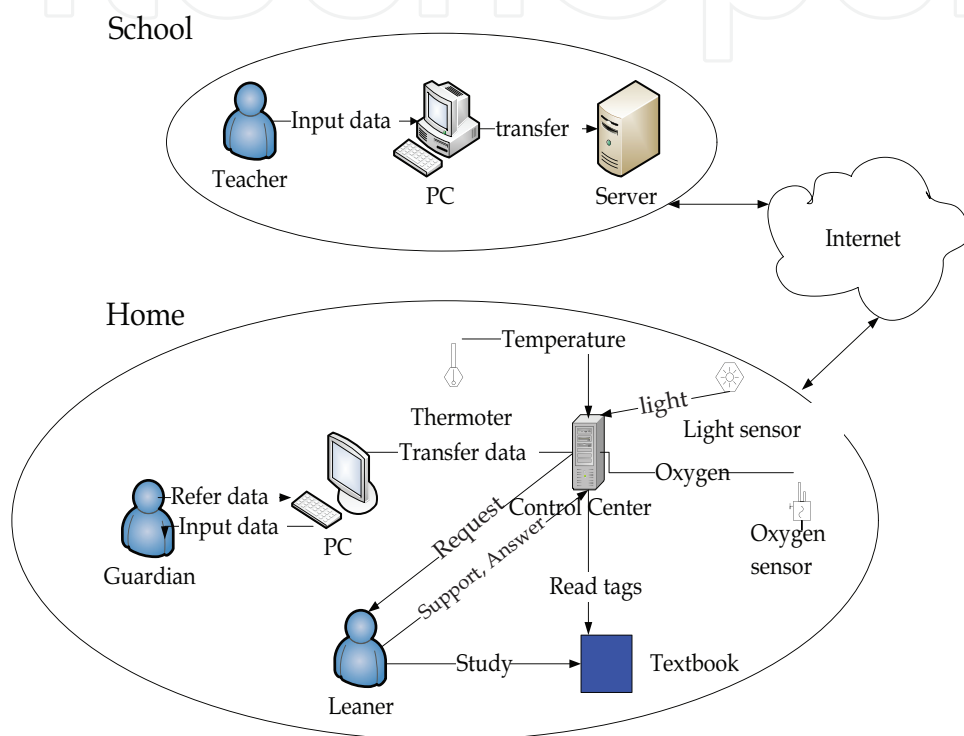 School
Input data
transfer
Teacher
PC
Server
Internet
Home
Temperature
light
Thermoter
Light sensor
Transfer data
Oxygen
Refer data
Request
Control Center
Input data
PC
Support, Answer
Oxygen
sensor
Guardian
Read tags
Study
Textbook
Leaner